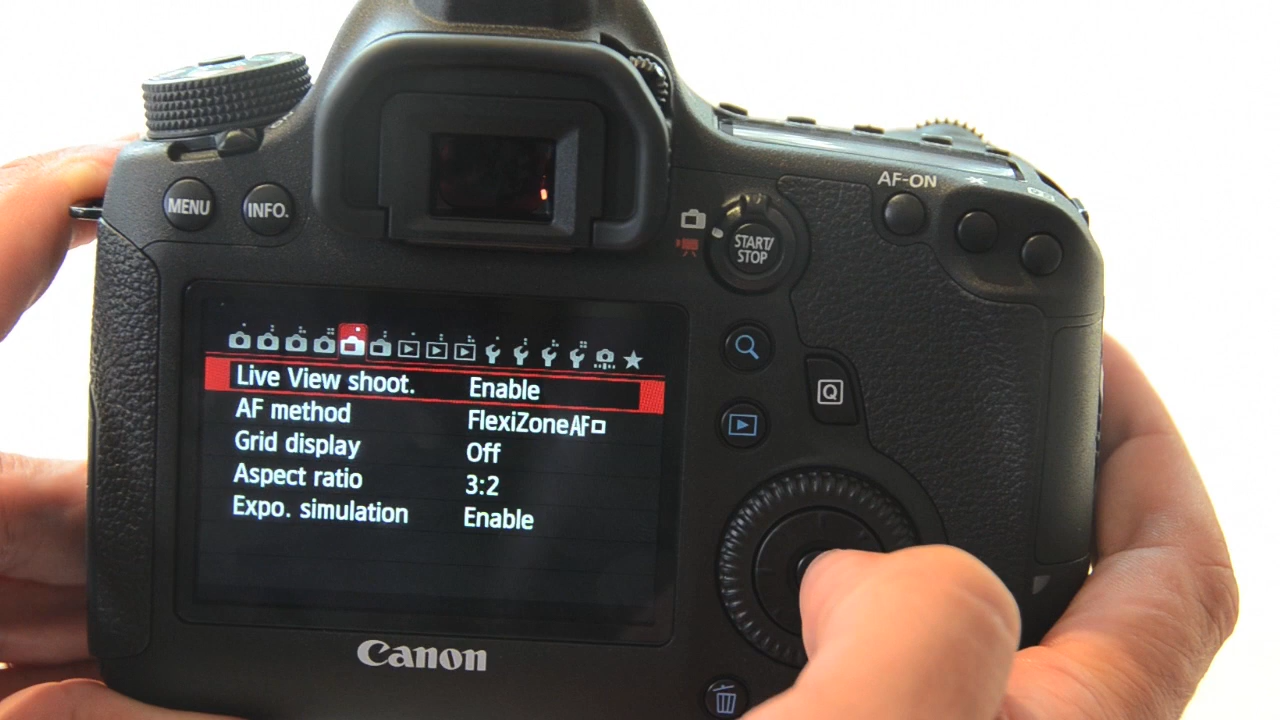 AF-ON
MENU
INFO.
START/
STOP
Live View shoot. Enable
AF method FlexiZoneAF
Grid display Off
Aspect ratio 3:2
Expo. simulation Enable
Q
Canon